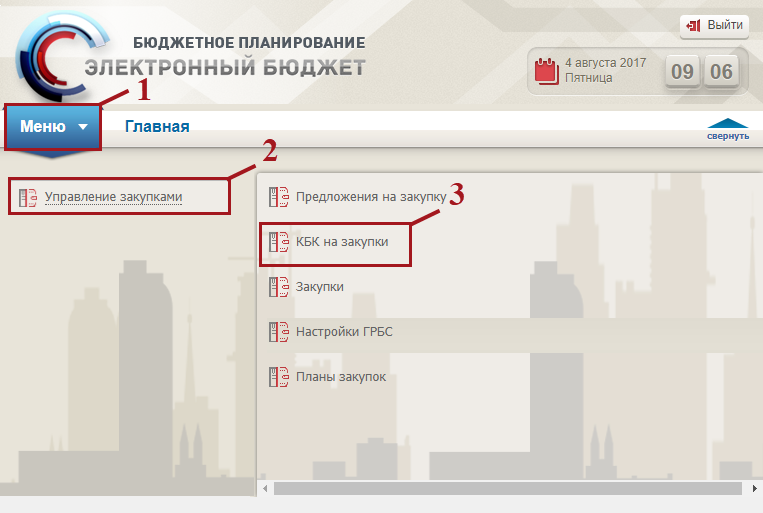 БЮДЖЕТНОЕ ПЛАНИРОВАНИЕ
ЭЛЕКТРОННЫЙ БЮДЖЕТ
Выйти
4 августа 2017
Пятница
09 06
1
Меню
Главная
свернуть
2
Управление закупками
Предложения на закупку
3
КБК на закупки
Закупки
Настройки ГРБС
Планы закупок